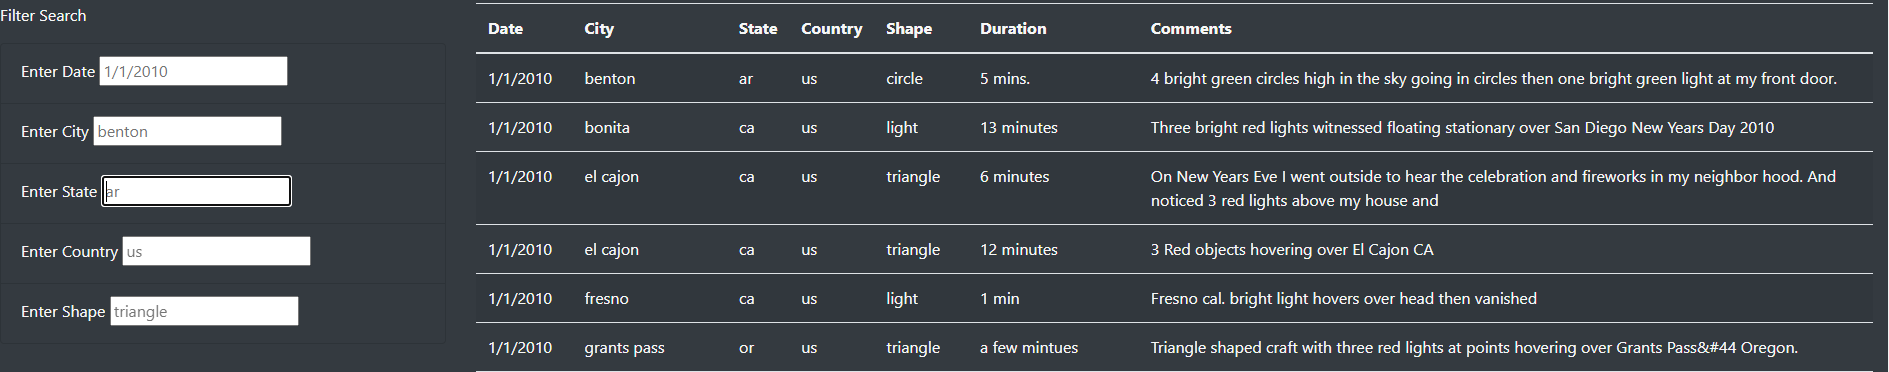 Filter Search
Enter Date 1/1/2010
Enter City benton
Enter State ar
Enter Country us
Enter Shape triangle
Date City State Country Shape Duration Comments
1/1/2010 benton ar us circle 5 mins. 4 bright green circles high in the sky going in circles then one bright green light at my front door.
1/1/2010 bonita ca us light 13 minutes Three bright red lights witnessed floating stationary over San Diego New Years Day 2010
1/1/2010 el cajon ca us triangle 6 minutes On New Years Eve I went outside to hear the celebration and fireworks in my neighbor hood. And
noticed 3 red lights above my house and
1/1/2010 el cajon ca us triangle 12 minutes 3 Red objects hovering over El Cajon CA
1/1/2010 fresno ca us light 1 min Fresno cal. bright light hovers over head then vanished
1/1/2010 grants pass or us triangle a few mintues Triangle shaped craft with three red lights at points hovering over Grants Pass&#44 Oregon.